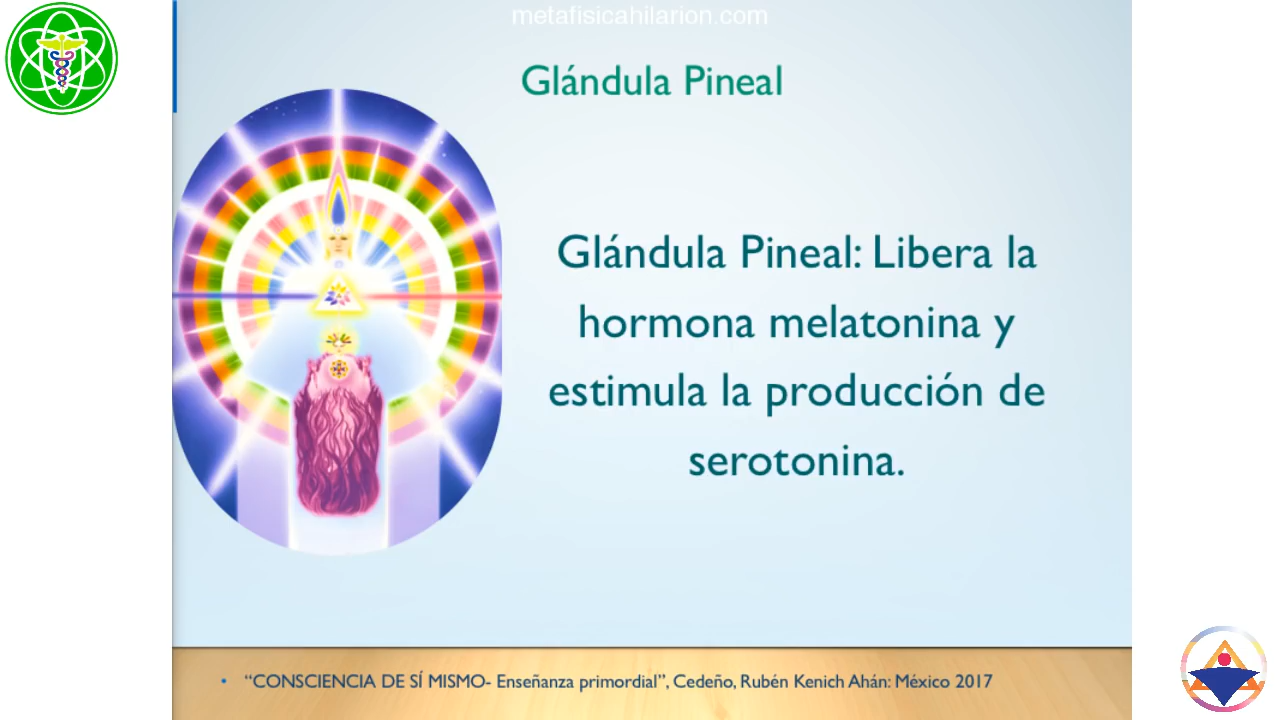 metafisicahilarion.com
Glándula Pineal
Glándula Pineal: Libera la
hormona melatonina y
estimula la producción de
serotonina.
• “CONSCIENCIA DE SÍ MISMO- Enseñanza primordial”, Cedeño, Rubén Kenich Ahán: México 2017